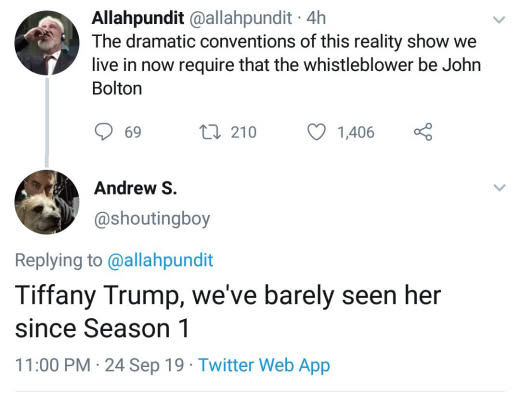 Allahpundit @allahpundit · 4h
The dramatic conventions of this reality show we
live in now require that the whistleblower be John
Bolton
69 210 1,406
Andrew S.
@shoutingboy
Replying to @allahpundit
Tiffany Trump, we've barely seen her
since Season 1
11:00 PM · 24 Sep 19 · Twitter Web App